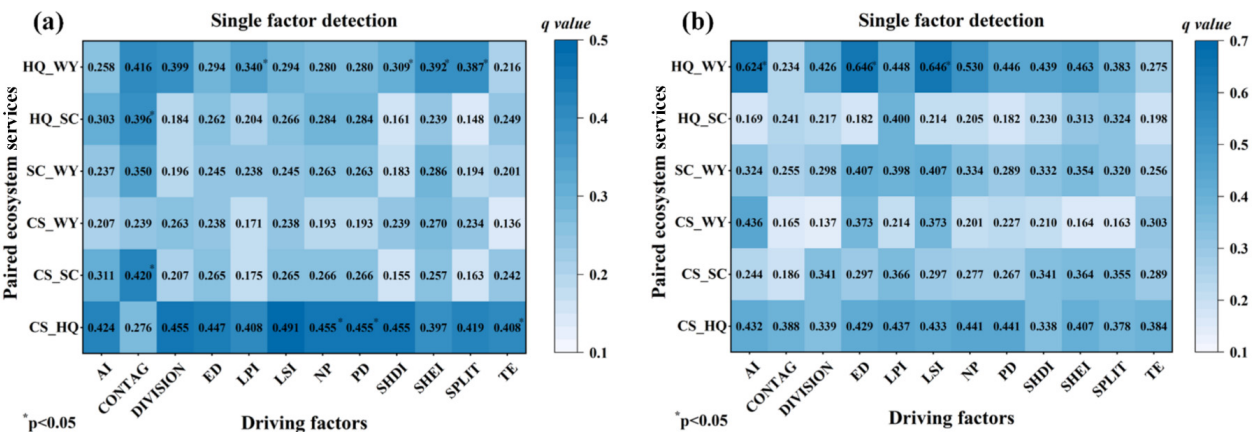 (a)
Single factor detection
q value
Paired ecosystem services
HQ_WY 0.258 0.416 0.399 0.294 0.340* 0.294 0.280 0.280 0.309* 0.392* 0.387* 0.216
HQ_SC 0.303 0.396* 0.184 0.262 0.204 0.266 0.284 0.284 0.161 0.239 0.148 0.249
SC_WY 0.237 0.350 0.196 0.245 0.238 0.245 0.263 0.263 0.183 0.286 0.194 0.201
CS_WY 0.207 0.239 0.263 0.238 0.171 0.238 0.193 0.193 0.239 0.270 0.234 0.136
CS_SC 0.311 0.420* 0.207 0.265 0.175 0.265 0.266 0.266 0.155 0.257 0.163 0.242
CS_HQ 0.424 0.276 0.455 0.447 0.408 0.491 0.455* 0.455* 0.455 0.397 0.419 0.408*
AI CONTAG DIVISION ED LPI LSI NP PD SHDI SHEI SPLIT TE
0.5
0.4
0.3
0.2
0.1
*p<0.05
Driving factors
(b)
Single factor detection
q value
Paired ecosystem services
HQ_WY 0.624* 0.234 0.426 0.646* 0.448 0.646* 0.530 0.446 0.439 0.463 0.383 0.275
HQ_SC 0.169 0.241 0.217 0.182 0.400 0.214 0.205 0.182 0.230 0.313 0.324 0.198
SC_WY 0.324 0.255 0.298 0.407 0.398 0.407 0.334 0.289 0.332 0.354 0.320 0.256
CS_WY 0.436 0.165 0.137 0.373 0.214 0.373 0.201 0.227 0.210 0.164 0.163 0.303
CS_SC 0.244 0.186 0.341 0.297 0.366 0.297 0.277 0.267 0.341 0.364 0.355 0.289
CS_HQ 0.432 0.388 0.339 0.429 0.437 0.433 0.441 0.441 0.338 0.407 0.378 0.384
AI CONTAG DIVISION ED LPI LSI NP PD SHDI SHEI SPLIT TE
0.7
0.6
0.5
0.4
0.3
0.2
0.1
*p<0.05
Driving factors